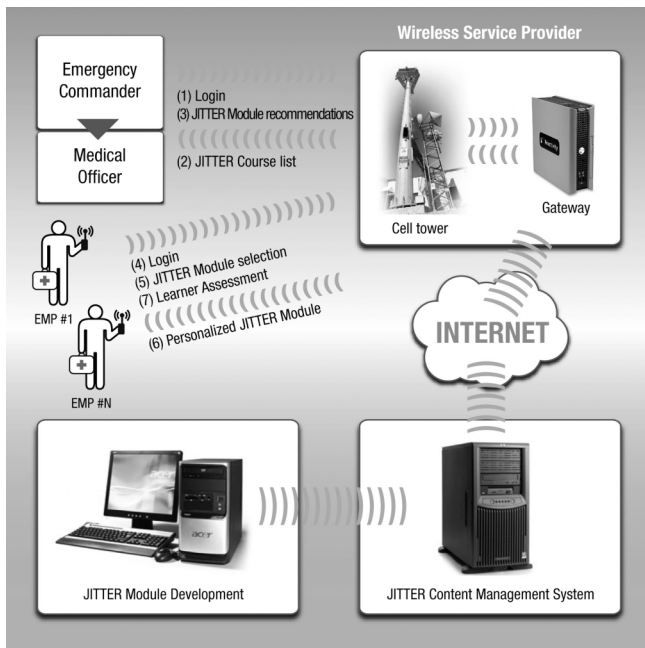 Wireless Service Provider
Emergency
Commander
Medical
Officer
(1) Login
(3) JITTER Module recommendations
(2) JITTER Course list
Cell tower
Gateway
(4) Login
(5) JITTER Module selection
(7) Learner Assessment
(6) Personalized JITTER Module
EMP #1
EMP #N
INTERNET
acer
JITTER Module Development
JITTER Content Management System